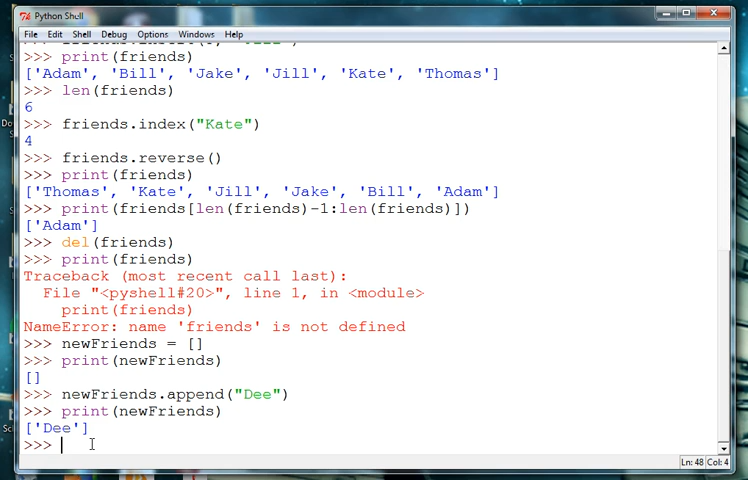 Python Shell
File Edit Shell Debug Options Windows Help
>>> print(friends)
['Adam', 'Bill', 'Jake', 'Jill', 'Kate', 'Thomas']
>>> len(friends)
6
>>> friends.index("Kate")
4
>>> friends.reverse()
>>> print(friends)
['Thomas', 'Kate', 'Jill', 'Jake', 'Bill', 'Adam']
>>> print(friends[len(friends)-1:len(friends)])
['Adam']
>>> del(friends)
>>> print(friends)
Traceback (most recent call last):
  File "<pyshell#20>", line 1, in <module>
    print(friends)
NameError: name 'friends' is not defined
>>> newFriends = []
>>> print(newFriends)
[]
>>> newFriends.append("Dee")
>>> print(newFriends)
['Dee']
>>>
Ln: 48 Col: 4